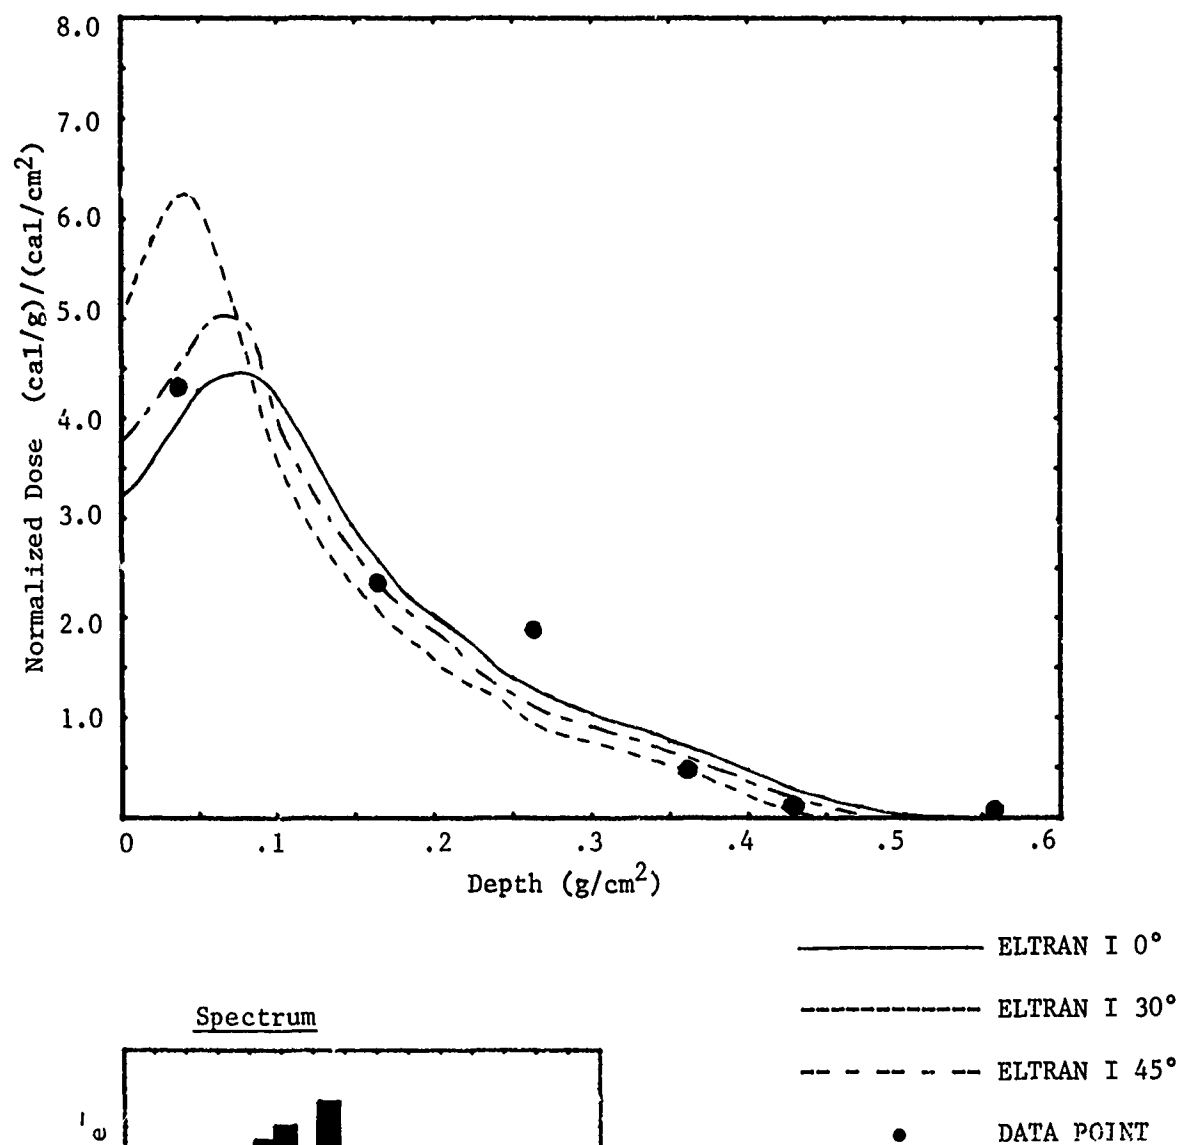 8.0
7.0
6.0
5.0
4.0
3.0
2.0
1.0
Normalized Dose (cal/g)/(cal/cm²)
0 .1 .2 .3 .4 .5 .6
Depth (g/cm²)
ELTRAN I 0°
ELTRAN I 30°
ELTRAN I 45°
DATA POINT
Spectrum
e⁻